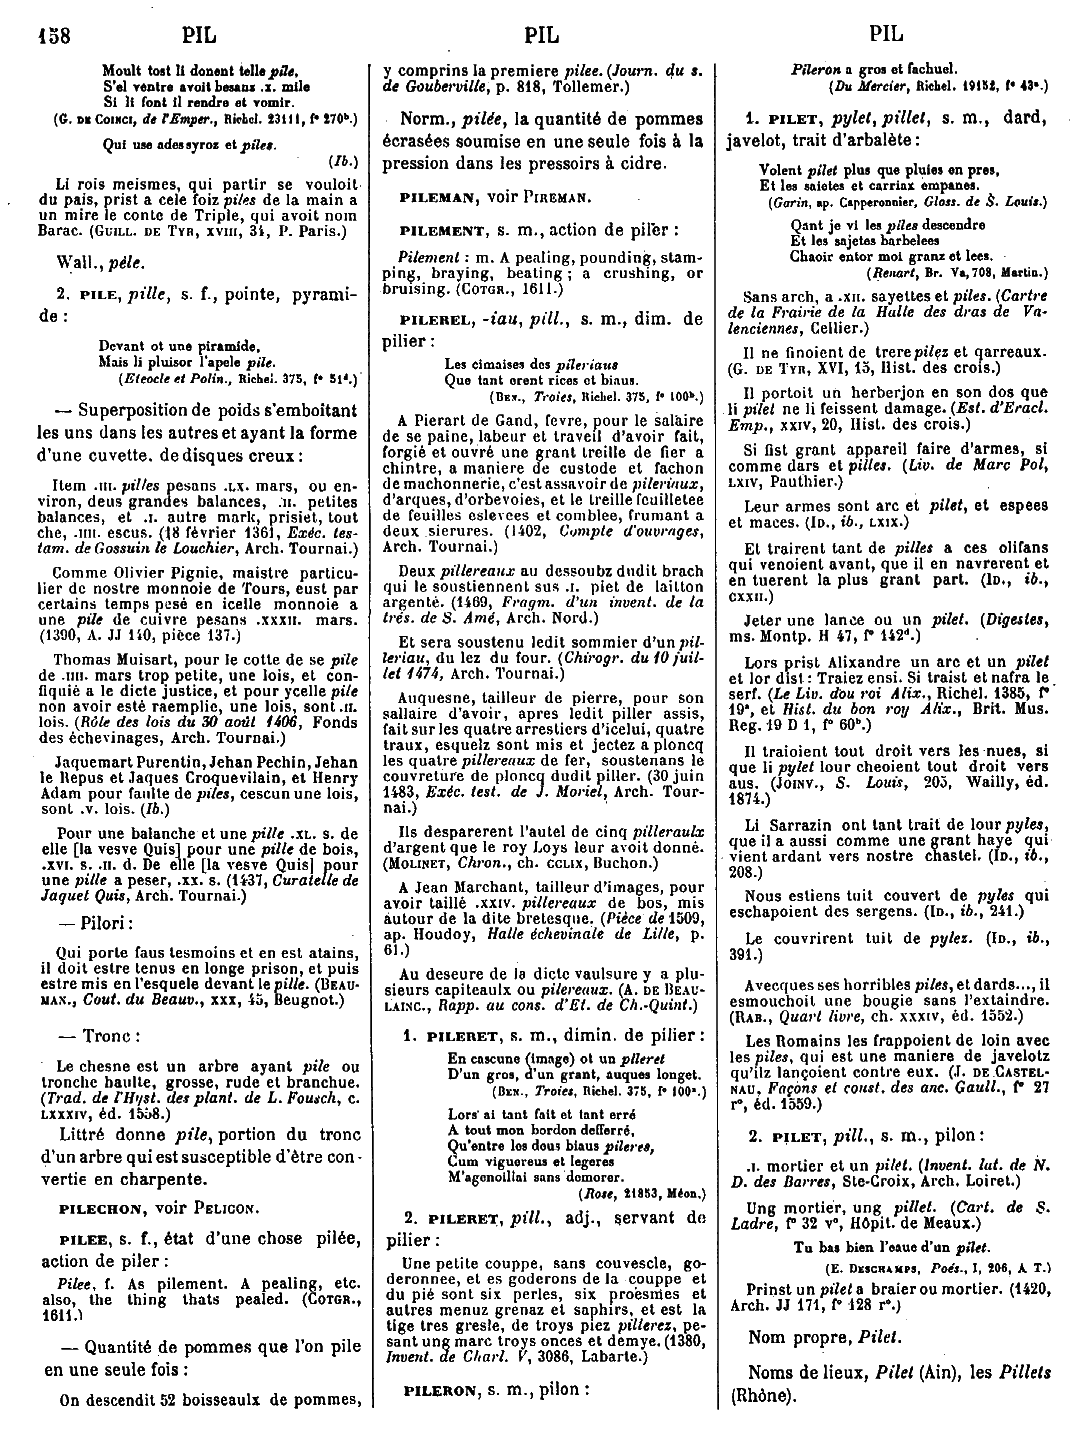 158 PIL PIL PIL
Moult tost li donent telle pile,
S'el ventre avoit besans .x. mile
Si li font il rendre et vomir.
(G. DE COINCI, de l'Emper., Richel. 23111, f° 270b.)
Qui use ades syroz et piles.
(Ib.)
Li rois meismes, qui partir se vouloit
du pais, prist a cele foiz piles de la main a
un mire le conte de Triple, qui avoit nom
Barac. (GUILL. DE TYR, XVIII, 34, P. Paris.)
Wall., péle.
2. PILE, pille, s. f., pointe, pyrami-
de :
Devant ot une piramide,
Mais li pluisor l'apele pile.
(Eteocle et Polin., Richel. 375, f° 51d.)
— Superposition de poids s'emboitant
les uns dans les autres et ayant la forme
d'une cuvette. de disques creux :
Item .III. pilles pesans .LX. mars, ou en-
viron, deus grandes balances, .II. petites
balances, et .I. autre mark, prisiet, tout
che, .IIII. escus. (18 février 1361, Exéc. tes-
tam. de Gossuin le Louchier, Arch. Tournai.)
Comme Olivier Pignie, maistre particu-
lier de nostre monnoie de Tours, eust par
certains temps pesé en icelle monnoie a
une pile de cuivre pesans .XXXII. mars.
(1390, A. JJ 140, pièce 137.)
Thomas Muisart, pour le cotte de se pile
de .IIII. mars trop petite, une lois, et con-
fiquié a le dicte justice, et pour ycelle pile
non avoir esté raemplie, une lois, sont .II.
lois. (Rôle des lois du 30 août 1406, Fonds
des échevinages, Arch. Tournai.)
Jaquemart Purentin, Jehan Pechin, Jehan
le Repus et Jaques Croquevilain, et Henry
Adam pour faulte de piles, cescun une lois,
sont .V. lois. (Ib.)
Pour une balanche et une pille .XL. s. de
elle [la vesve Quis] pour une pille de bois,
.XVI. s. .II. d. De elle [la vesve Quis] pour
une pille a peser, .XX. s. (1437, Curatelle de
Jaquet Quis, Arch. Tournai.)
— Pilori :
Qui porte faus tesmoins et en est atains,
il doit estre tenus en longe prison, et puis
estre mis en l'esquele devant le pille. (BEAU-
MAN., Cout. du Beauv., XXX, 45, Beugnot.)
— Tronc :
Le chesne est un arbre ayant pile ou
tronche haulte, grosse, rude et branchue.
(Trad. de l'Hyst. des plant. de L. Fousch, c.
LXXXIV, éd. 1558.)
Littré donne pile, portion du tronc
d'un arbre qui est susceptible d'être con-
vertie en charpente.
PILECHON, voir PELICON.
PILEE, s. f., état d'une chose pilée,
action de piler :
Pilee, f. As pilement. A pealing, etc.
also, the thing thats pealed. (COTGR.,
1611.)
— Quantité de pommes que l'on pile
en une seule fois :
On descendit 52 boisseaulx de pommes,
y comprins la premiere pilee. (Journ. du s.
de Gouberville, p. 818, Tollemer.)
Norm., pilée, la quantité de pommes
écrasées soumise en une seule fois à la
pression dans les pressoirs à cidre.
PILEMAN, voir PIREMAN.
PILEMENT, s. m., action de piler :
Pilement : m. A pealing, pounding, stam-
ping, braying, beating ; a crushing, or
bruising. (COTGR., 1611.)
PILEREL, -iau, pill., s. m., dim. de
pilier :
Les cimaises des pileriaus
Que tant orent rices et biaus.
(BEN., Troies, Richel. 375, f° 100b.)
A Pierart de Gand, fevre, pour le salaire
de se paine, labeur et traveil d'avoir fait,
forgié et ouvré une grant treille de fier a
chintre, a maniere de custode et fachon
de machonnerie, c'est assavoir de pileriaux,
d'arques, d'orbevoies, et le treille feuilletee
de feuilles eslevees et comblee, frumant a
deux sierures. (1402, Compte d'ouvrages,
Arch. Tournai.)
Deux pillereaux au dessoubz dudit brach
qui le soustiennent sus .I. piet de laitton
argenté. (1469, Fragm. d'un invent. de la
trés. de S. Amé, Arch. Nord.)
Et sera soustenu ledit sommier d'un pil-
leriau, du lez du four. (Chirogr. du 10 juil-
let 1474, Arch. Tournai.)
Auquesne, tailleur de pierre, pour son
sallaire d'avoir, apres ledit piller assis,
fait sur les quatre arrestiers d'icelui, quatre
traux, esquelz sont mis et jectez a ploncq
les quatre pillereaux de fer, soustenans le
couvreture de ploncq dudit piller. (30 juin
1483, Exéc. test. de J. Moriel, Arch. Tour-
nai.)
Ils desparerent l'autel de cinq pilleraulx
d'argent que le roy Loys leur avoit donné.
(MOLINET, Chron., ch. CCLIX, Buchon.)
A Jean Marchant, tailleur d'images, pour
avoir taillé .XXIV. pillereaux de bos, mis
autour de la dite bretesque. (Pièce de 1509,
ap. Houdoy, Halle échevinale de Lille, p.
61.)
Au deseure de la dicte vaulsure y a plu-
sieurs capiteaulx ou pilereaux. (A. DE BEAU-
LAINC., Rapp. au cons. d'Et. de Ch.-Quint.)
1. PILERET, s. m., dimin. de pilier :
En cascune (image) ot un pileret
D'un gros, d'un grant, auques longet.
(BEN., Troies, Richel. 375, f° 100a.)
Lors ai tant fait et tant erré
A tout mon bordon defferré,
Qu'entre les dous biaus pileres,
Cum viguereus et legeres
M'agenoillai sans domorer.
(Rose, 21853, Méon.)
2. PILERET, pill., adj., servant de
pilier :
Une petite couppe, sans couvescle, go-
deronnee, et es goderons de la couppe et
du pié sont six perles, six proesmes et
autres menuz grenaz et saphirs, et est la
tige tres gresle, de troys piez pillerez, pe-
sant ung marc troys onces et demye. (1380,
Invent. de Charl. V, 3086, Labarte.)
PILERON, s. m., pilon :
Pileron a gros et fachuel.
(Du Mercier, Richel. 19152, f° 43a.)
1. PILET, pylet, pillet, s. m., dard,
javelot, trait d'arbalète :
Volent pilet plus que pluies en pres,
Et les saietes et carriax empanes.
(Garin, ap. Capperonnier, Gloss. de S. Louis.)
Qant je vi les piles descendre
Et les sajetes barbelees
Chaoir entor moi granz et lees.
(Renart, Br. Va, 708, Martin.)
Sans arch, a .XII. sayettes et piles. (Cartre
de la Frairie de la Halle des dras de Va-
lenciennes, Cellier.)
Il ne finoient de trere pilez et qarreaux.
(G. DE TYR, XVI, 15, Hist. des crois.)
Il portoit un herberjon en son dos que
li pilet ne li feissent damage. (Est. d'Eracl.
Emp., XXIV, 20, Hist. des crois.)
Si fist grant appareil faire d'armes, si
comme dars et pilles. (Liv. de Marc Pol,
LXIV, Pauthier.)
Leur armes sont arc et pilet, et espees
et maces. (ID., ib., LXIX.)
Et trairent tant de pilles a ces olifans
qui venoient avant, que il en navrerent et
en tuerent la plus grant part. (ID., ib.,
CXXII.)
Jeter une lance ou un pilet. (Digestes,
ms. Montp. H 47, f° 142d.)
Lors prist Alixandre un arc et un pilet
et lor dist : Traiez ensi. Si traist et nafra le
serf. (Le Liv. dou roi Alix., Richel. 1385, f°
19a, et Hist. du bon roy Alix., Brit. Mus.
Reg. 19 D 1, f° 60b.)
Il traioient tout droit vers les nues, si
que li pylet lour cheoient tout droit vers
aus. (JOINV., S. Louis, 205, Wailly, éd.
1874.)
Li Sarrazin ont tant trait de lour pyles,
que il a aussi comme une grant haye qui
vient ardant vers nostre chastel. (ID., ib.,
208.)
Nous estiens tuit couvert de pyles qui
eschapoient des sergens. (ID., ib., 241.)
Le couvrirent tuit de pylez. (ID., ib.,
391.)
Avecques ses horribles piles, et dards..., il
esmouchoit une bougie sans l'extaindre.
(RAB., Quart livre, ch. XXXIV, éd. 1552.)
Les Romains les frappoient de loin avec
les piles, qui est une maniere de javelotz
qu'ilz lançoient contre eux. (J. DE CASTEL-
NAU, Façons et coust. des anc. Gaull., f° 27
r°, éd. 1559.)
2. PILET, pill., s. m., pilon :
.I. mortier et un pilet. (Invent. lat. de N.
D. des Barres, Ste-Croix, Arch. Loiret.)
Ung mortier, ung pillet. (Cart. de S.
Ladre, f° 32 v°, Hôpit. de Meaux.)
Tu bas bien l'eaue d'un pilet.
(E. DESCHAMPS, Poés., I, 206, A. T.)
Prinst un pilet a braier ou mortier. (1420,
Arch. JJ 171, f° 128 r°.)
Nom propre, Pilet.
Noms de lieux, Pilet (Ain), les Pillets
(Rhône).